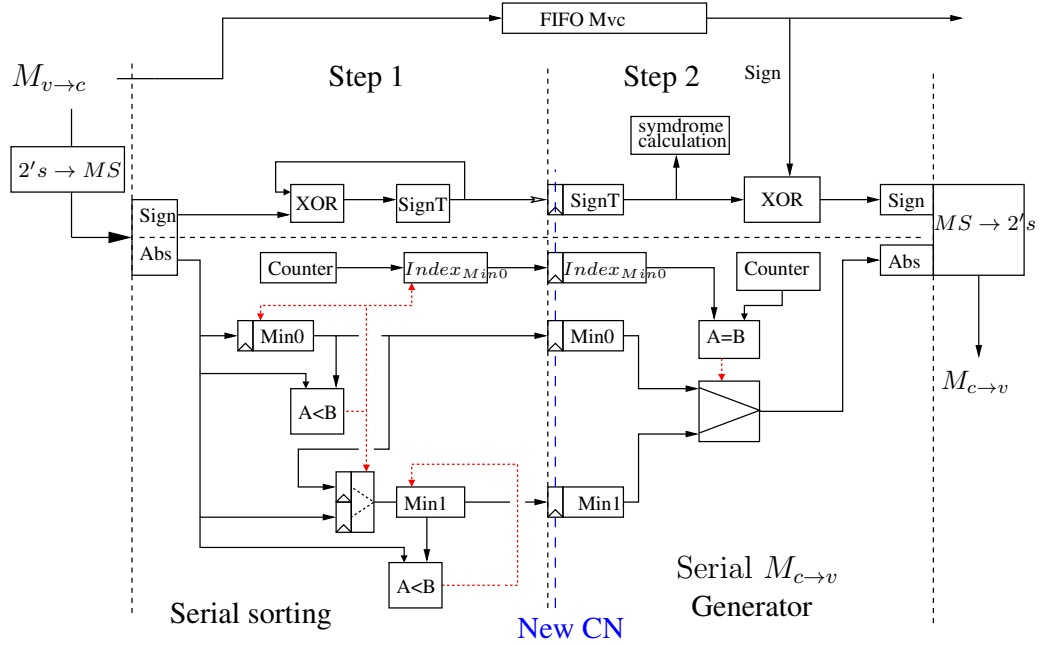 FIFO Mvc
M_{v→c}
Step 1
Step 2
Sign
symdrome
calculation
2's → MS
XOR
SignT
SignT
XOR
Sign
MS → 2's
Sign
Abs
Abs
Counter
Index_{Min0}
Index_{Min0}
Counter
Min0
Min0
A=B
M_{c→v}
A<B
Min1
Min1
A<B
Serial M_{c→v}
Generator
Serial sorting
New CN